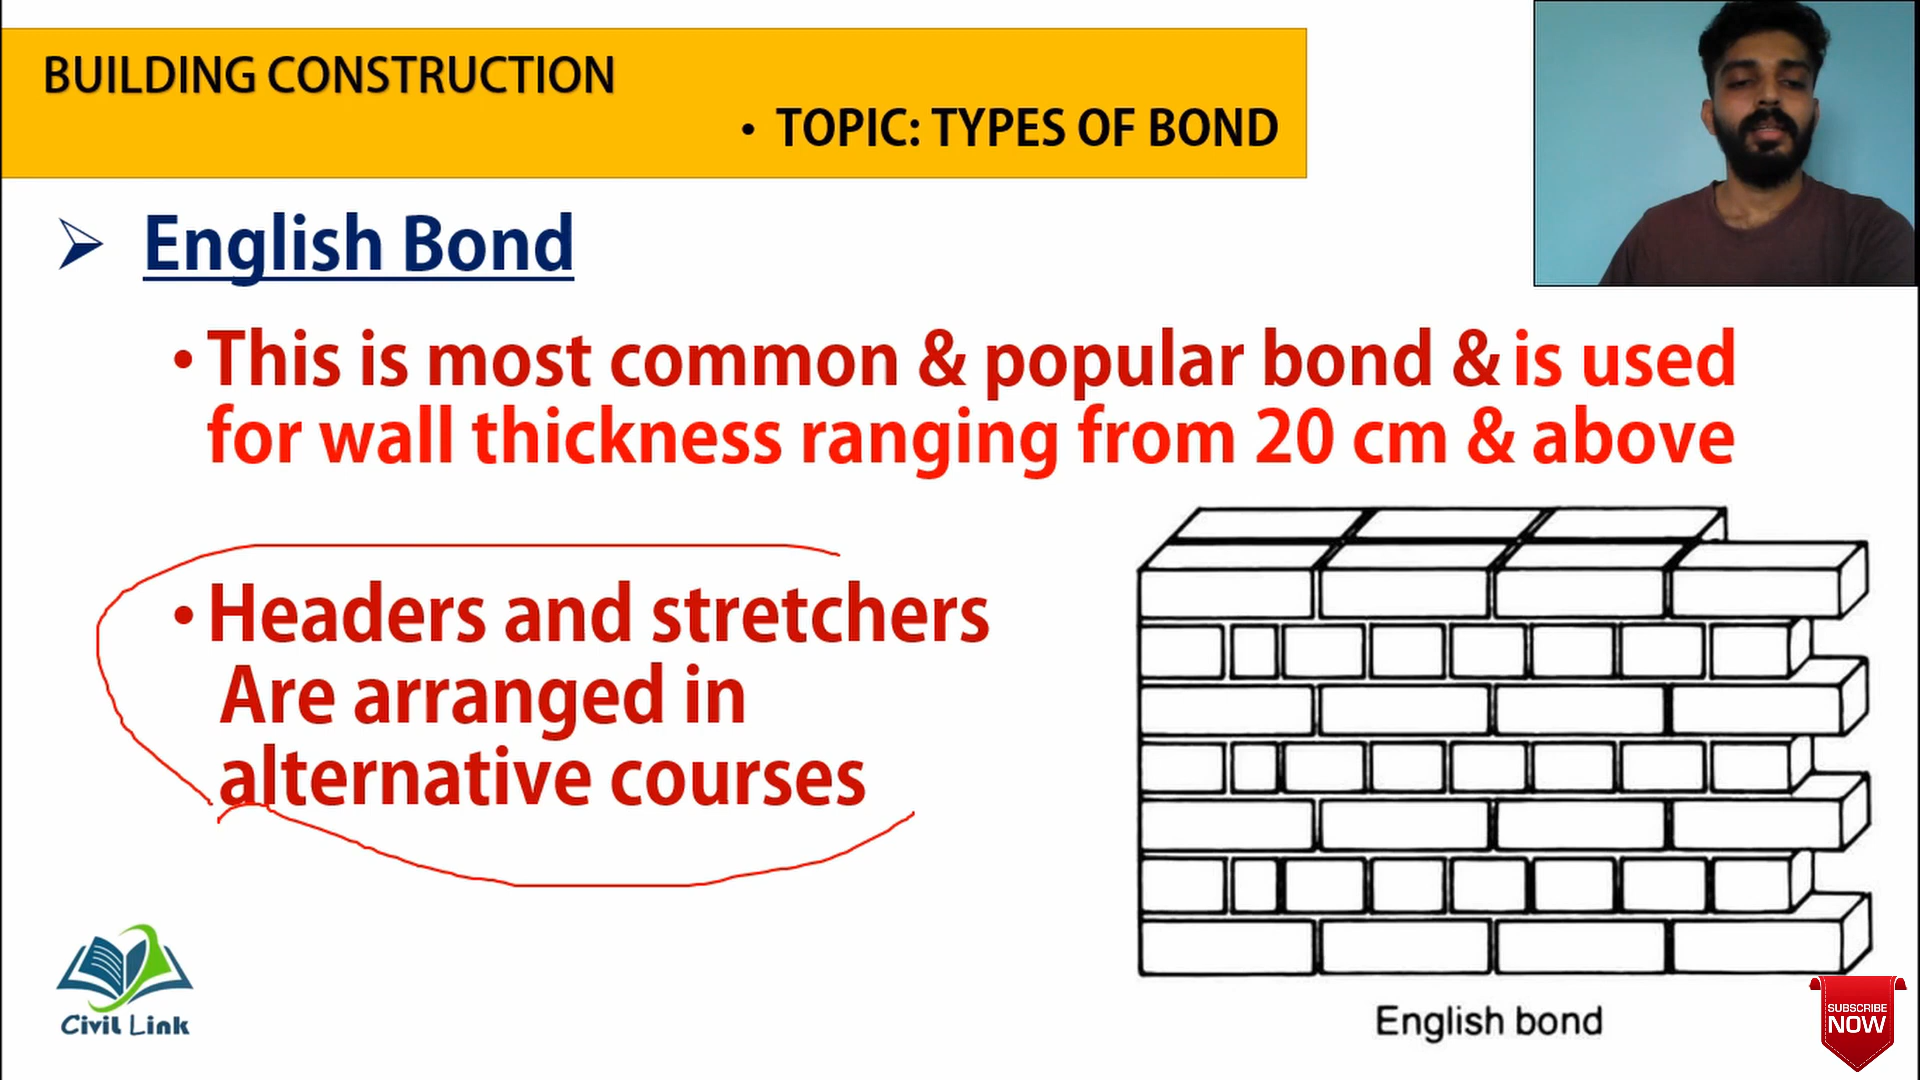 BUILDING CONSTRUCTION
• TOPIC: TYPES OF BOND
➢ English Bond
• This is most common & popular bond & is used
for wall thickness ranging from 20 cm & above
• Headers and stretchers
Are arranged in
alternative courses
Civil Link
English bond
SUBSCRIBE
NOW